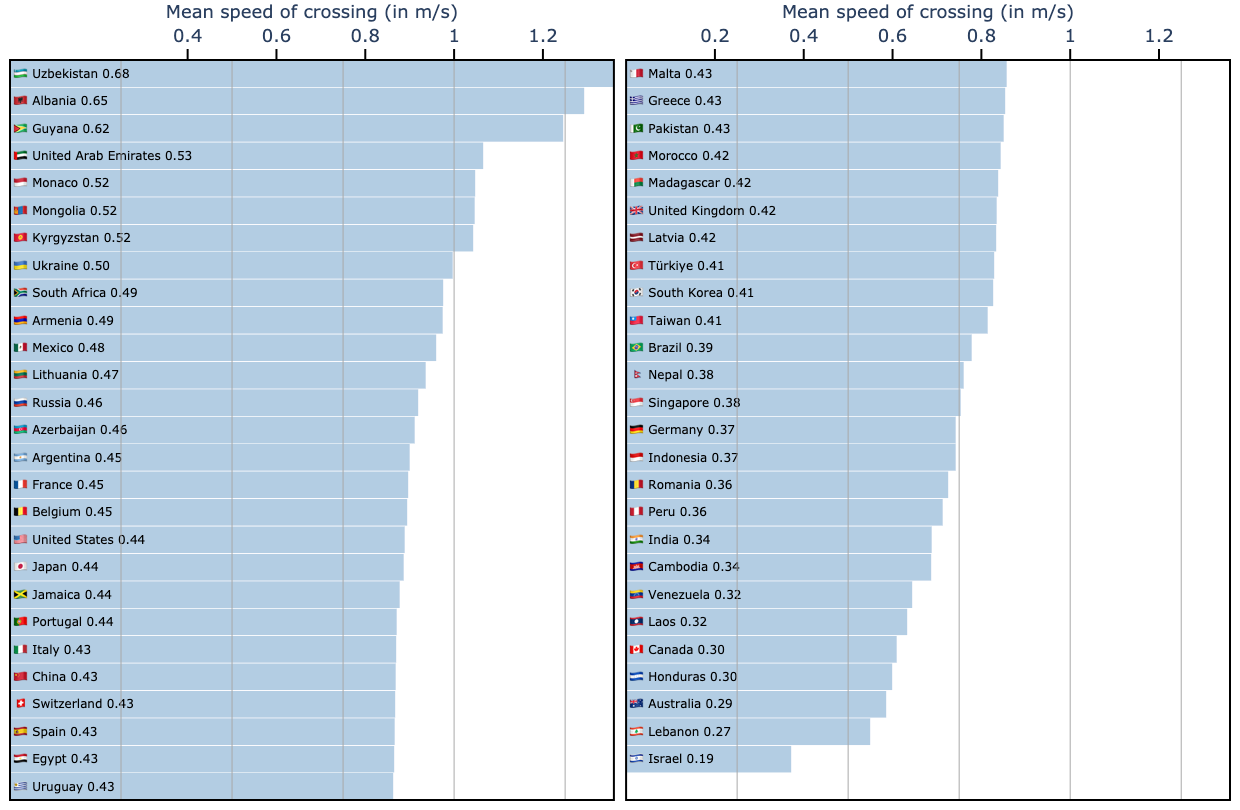 Mean speed of crossing (in m/s)
0.4 0.6 0.8 1 1.2
Uzbekistan 0.68
Albania 0.65
Guyana 0.62
United Arab Emirates 0.53
Monaco 0.52
Mongolia 0.52
Kyrgyzstan 0.52
Ukraine 0.50
South Africa 0.49
Armenia 0.49
Mexico 0.48
Lithuania 0.47
Russia 0.46
Azerbaijan 0.46
Argentina 0.45
France 0.45
Belgium 0.45
United States 0.44
Japan 0.44
Jamaica 0.44
Portugal 0.44
Italy 0.43
China 0.43
Switzerland 0.43
Spain 0.43
Egypt 0.43
Uruguay 0.43
Mean speed of crossing (in m/s)
0.2 0.4 0.6 0.8 1 1.2
Malta 0.43
Greece 0.43
Pakistan 0.43
Morocco 0.42
Madagascar 0.42
United Kingdom 0.42
Latvia 0.42
Türkiye 0.41
South Korea 0.41
Taiwan 0.41
Brazil 0.39
Nepal 0.38
Singapore 0.38
Germany 0.37
Indonesia 0.37
Romania 0.36
Peru 0.36
India 0.34
Cambodia 0.34
Venezuela 0.32
Laos 0.32
Canada 0.30
Honduras 0.30
Australia 0.29
Lebanon 0.27
Israel 0.19